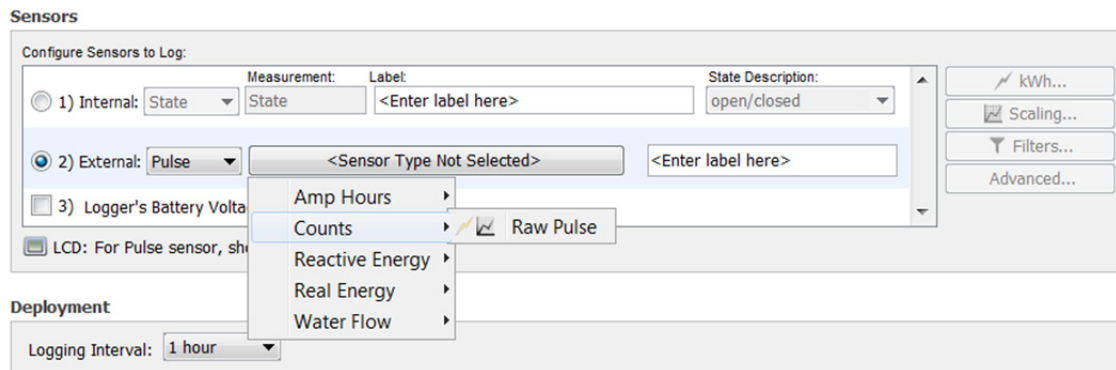 Sensors
Configure Sensors to Log:
Measurement: Label: State Description:
1) Internal: State State <Enter label here> open/closed
kWh...
Scaling...
2) External: Pulse <Sensor Type Not Selected> <Enter label here>
Filters...
Advanced...
Amp Hours
3) Logger's Battery Volta
Counts Raw Pulse
LCD: For Pulse sensor, sh
Reactive Energy
Real Energy
Water Flow
Deployment
Logging Interval: 1 hour